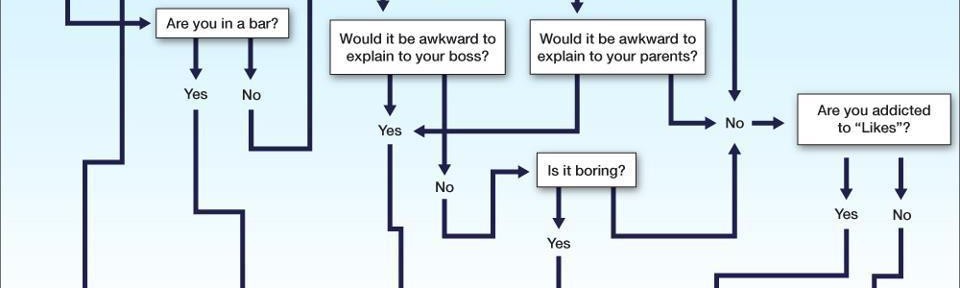 Are you in a bar?
Yes
No
Would it be awkward to
explain to your boss?
Would it be awkward to
explain to your parents?
Yes
No
No
Is it boring?
Yes
Are you addicted
to “Likes”?
Yes
No